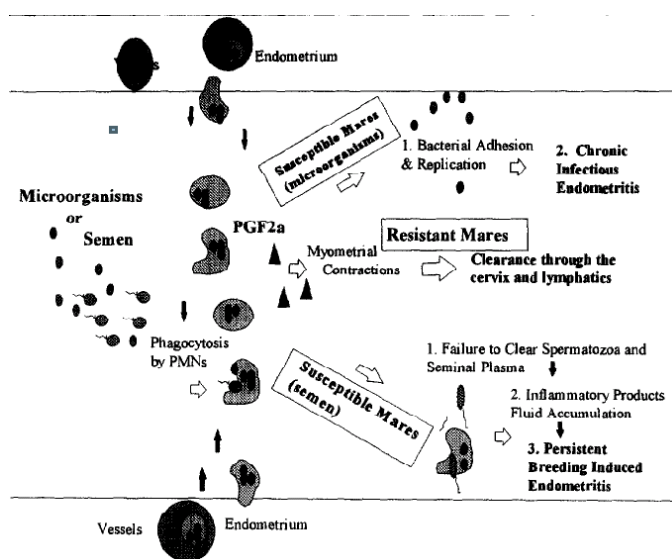 Endometrium
Susceptible Mares
(microorganisms)
1. Bacterial Adhesion
& Replication
2. Chronic
Infectious
Endometritis
Microorganisms
or
Semen
PGF2a
Myometrial
Contractions
Resistant Mares
Clearance through the
cervix and lymphatics
Phagocytosis
by PMNs
Susceptible Mares
(semen)
1. Failure to Clear Spermatozoa and
Seminal Plasma
2. Inflammatory Products
Fluid Accumulation
3. Persistent
Breeding Induced
Endometritis
Vessels
Endometrium